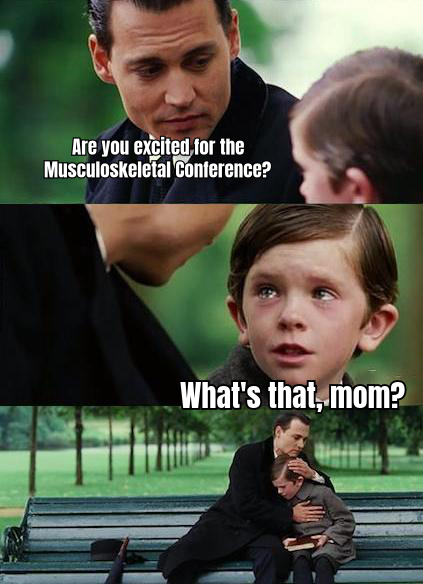 Are you excited for the
Musculoskeletal Conference?
What's that, mom?